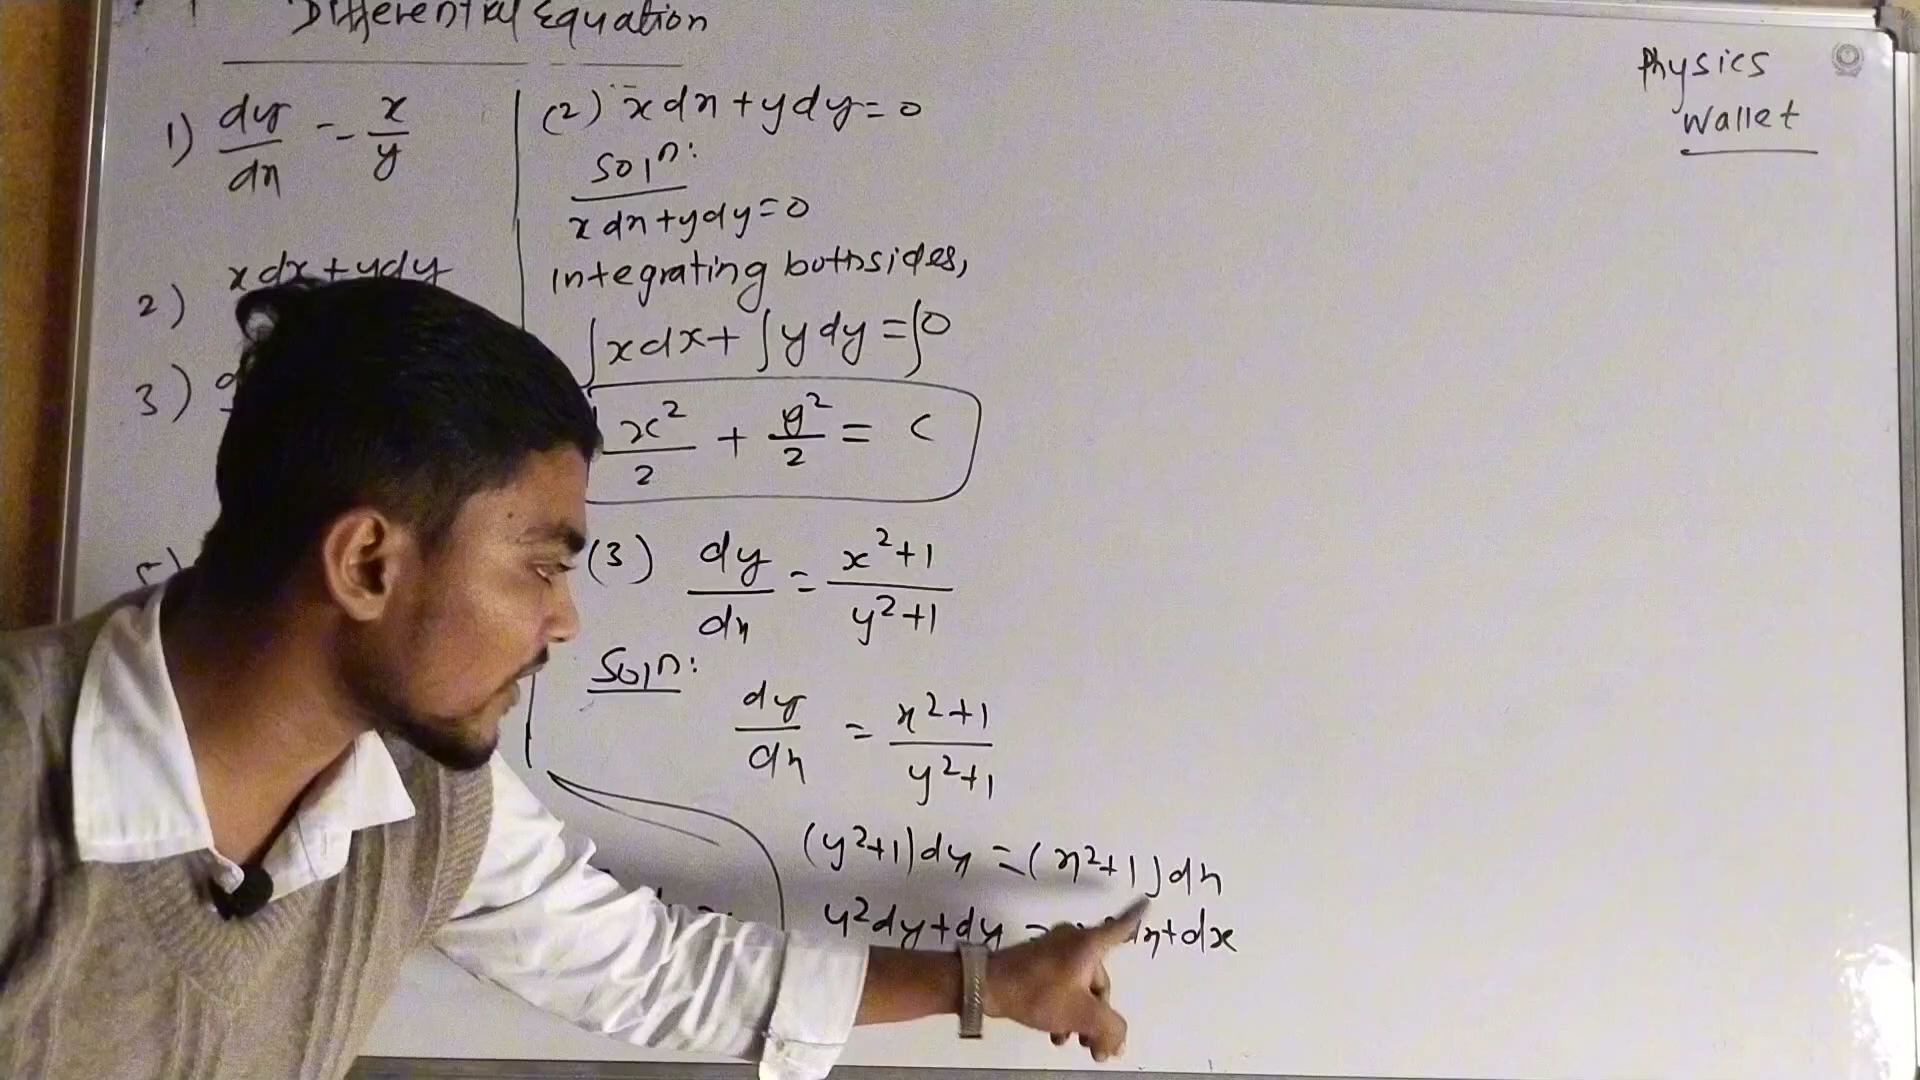 Differential Equation
1) dy/dx = - x/y
2) xdx + ydy
3)
(2) xdx + ydy = 0
Soln:
xdx + ydy = 0
integrating bothsides,
∫xdx + ∫ydy = ∫0
x²/2 + y²/2 = c
(3) dy/dx = x²+1/y²+1
Soln:
dy/dx = x²+1/y²+1
(y²+1)dy = (x²+1)dx
y²dy+dy = dx+dx
Physics
Wallet